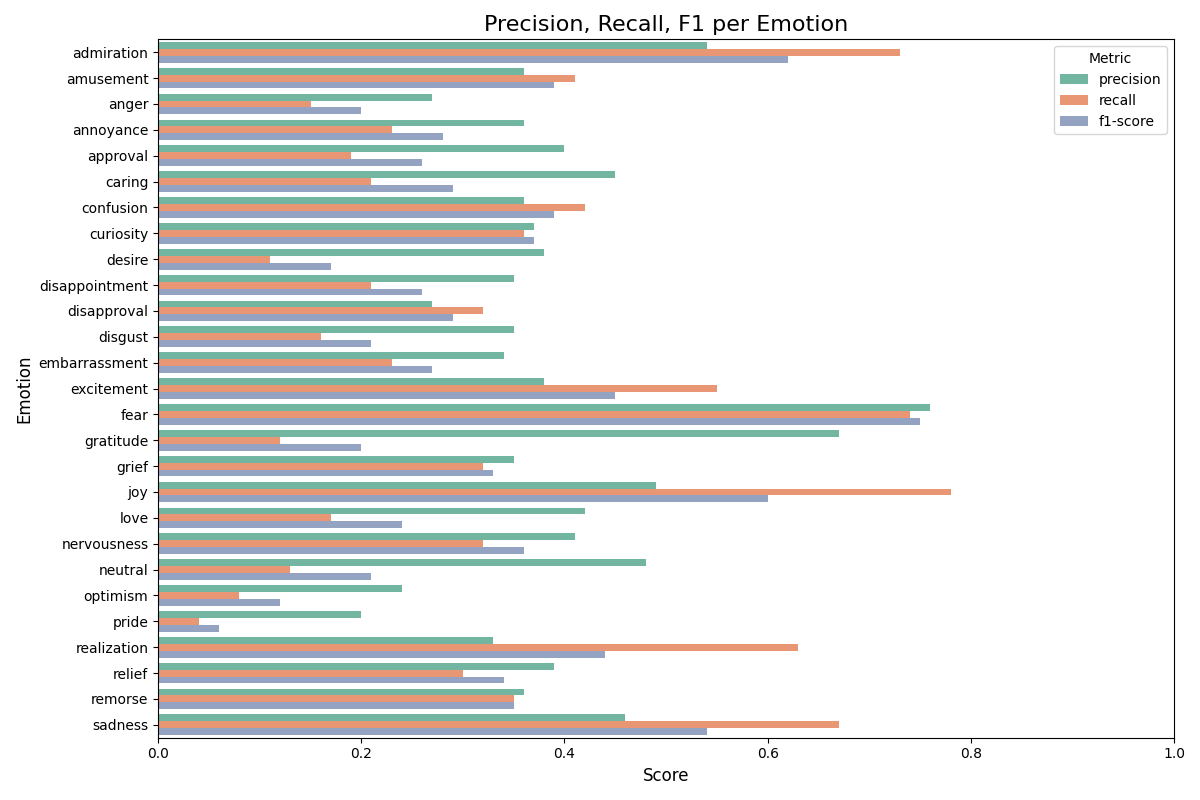 Precision, Recall, F1 per Emotion
Metric
precision
recall
f1-score
Emotion
admiration
amusement
anger
annoyance
approval
caring
confusion
curiosity
desire
disappointment
disapproval
disgust
embarrassment
excitement
fear
gratitude
grief
joy
love
nervousness
neutral
optimism
pride
realization
relief
remorse
sadness
0.0 0.2 0.4 0.6 0.8 1.0
Score